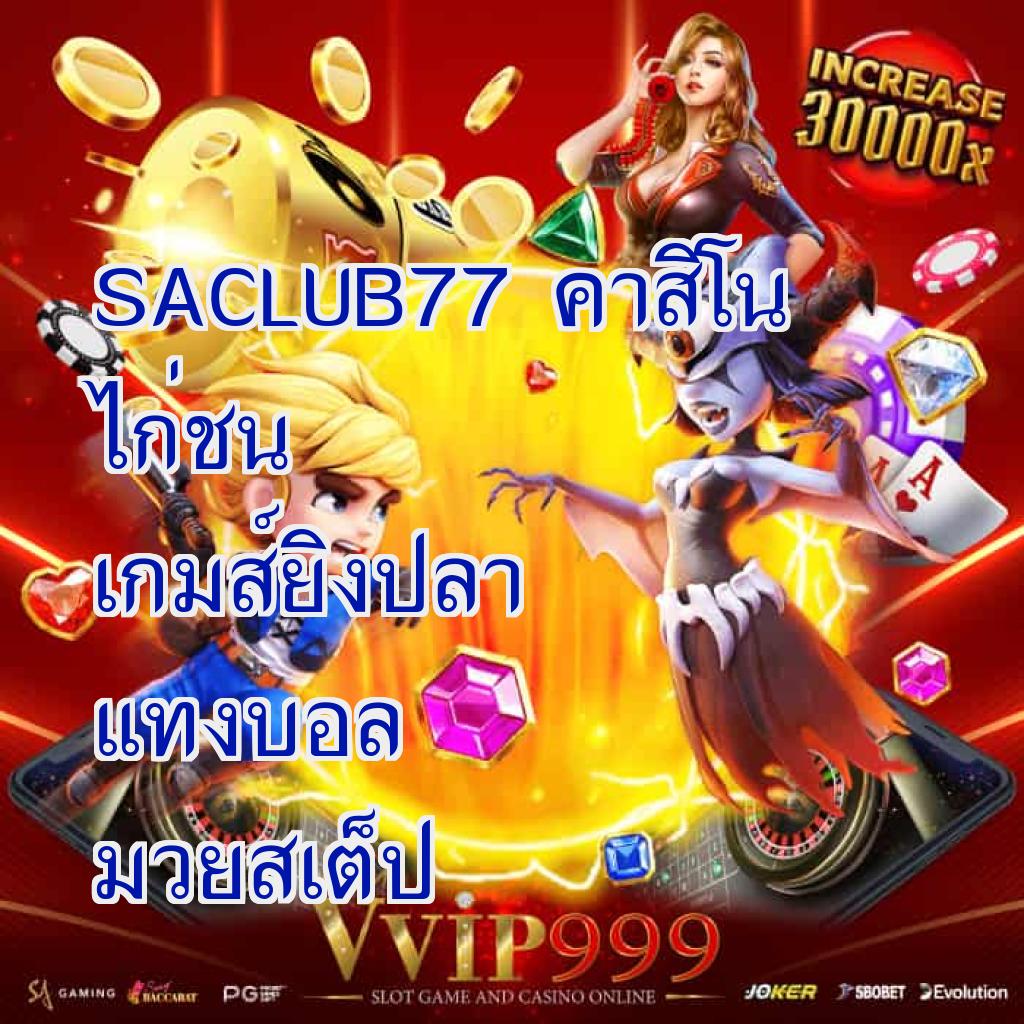 INCREASE
30000x
SACLUB77 คาสิโน
ไก่ชน
เกมส์ยิงปลา
แทงบอล
มวยสเต็ป
VVIP999
SLOT GAME AND CASINO ONLINE
SA GAMING
BACCARAT
PG
JOKER
SBOBET
Evolution
A
A